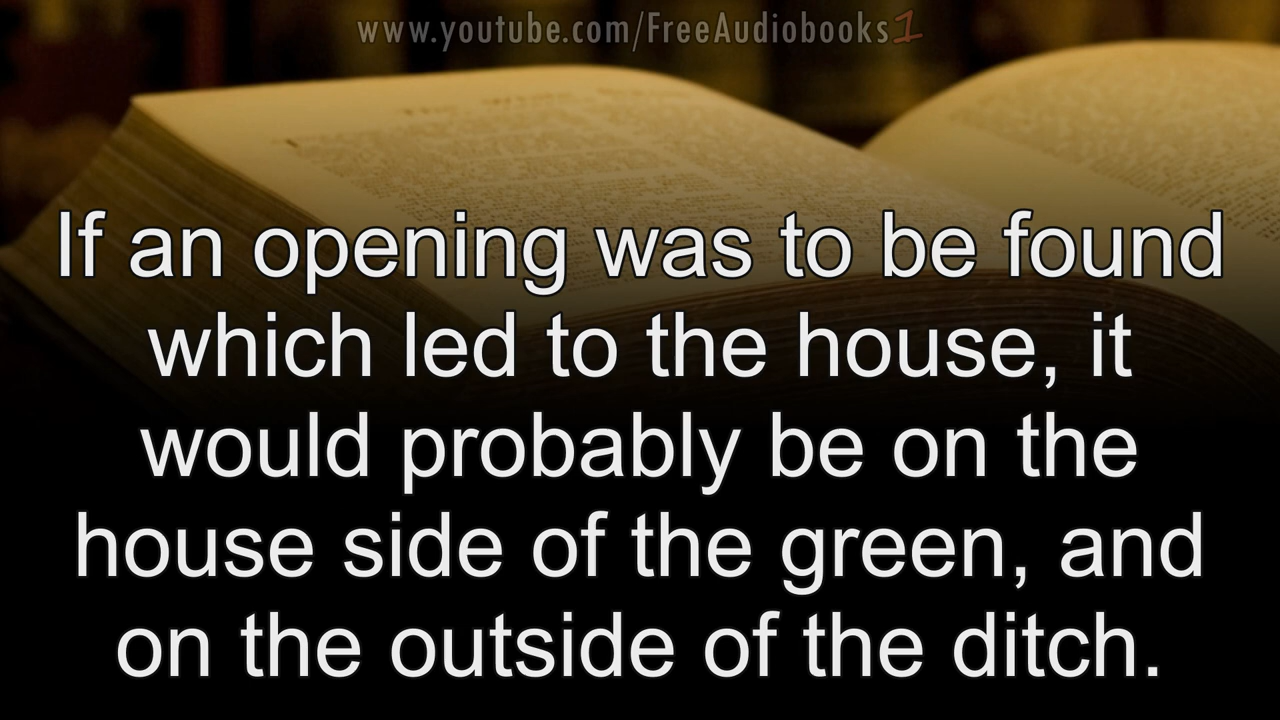 www.youtube.com/FreeAudiobooks1
If an opening was to be found
which led to the house, it
would probably be on the
house side of the green, and
on the outside of the ditch.